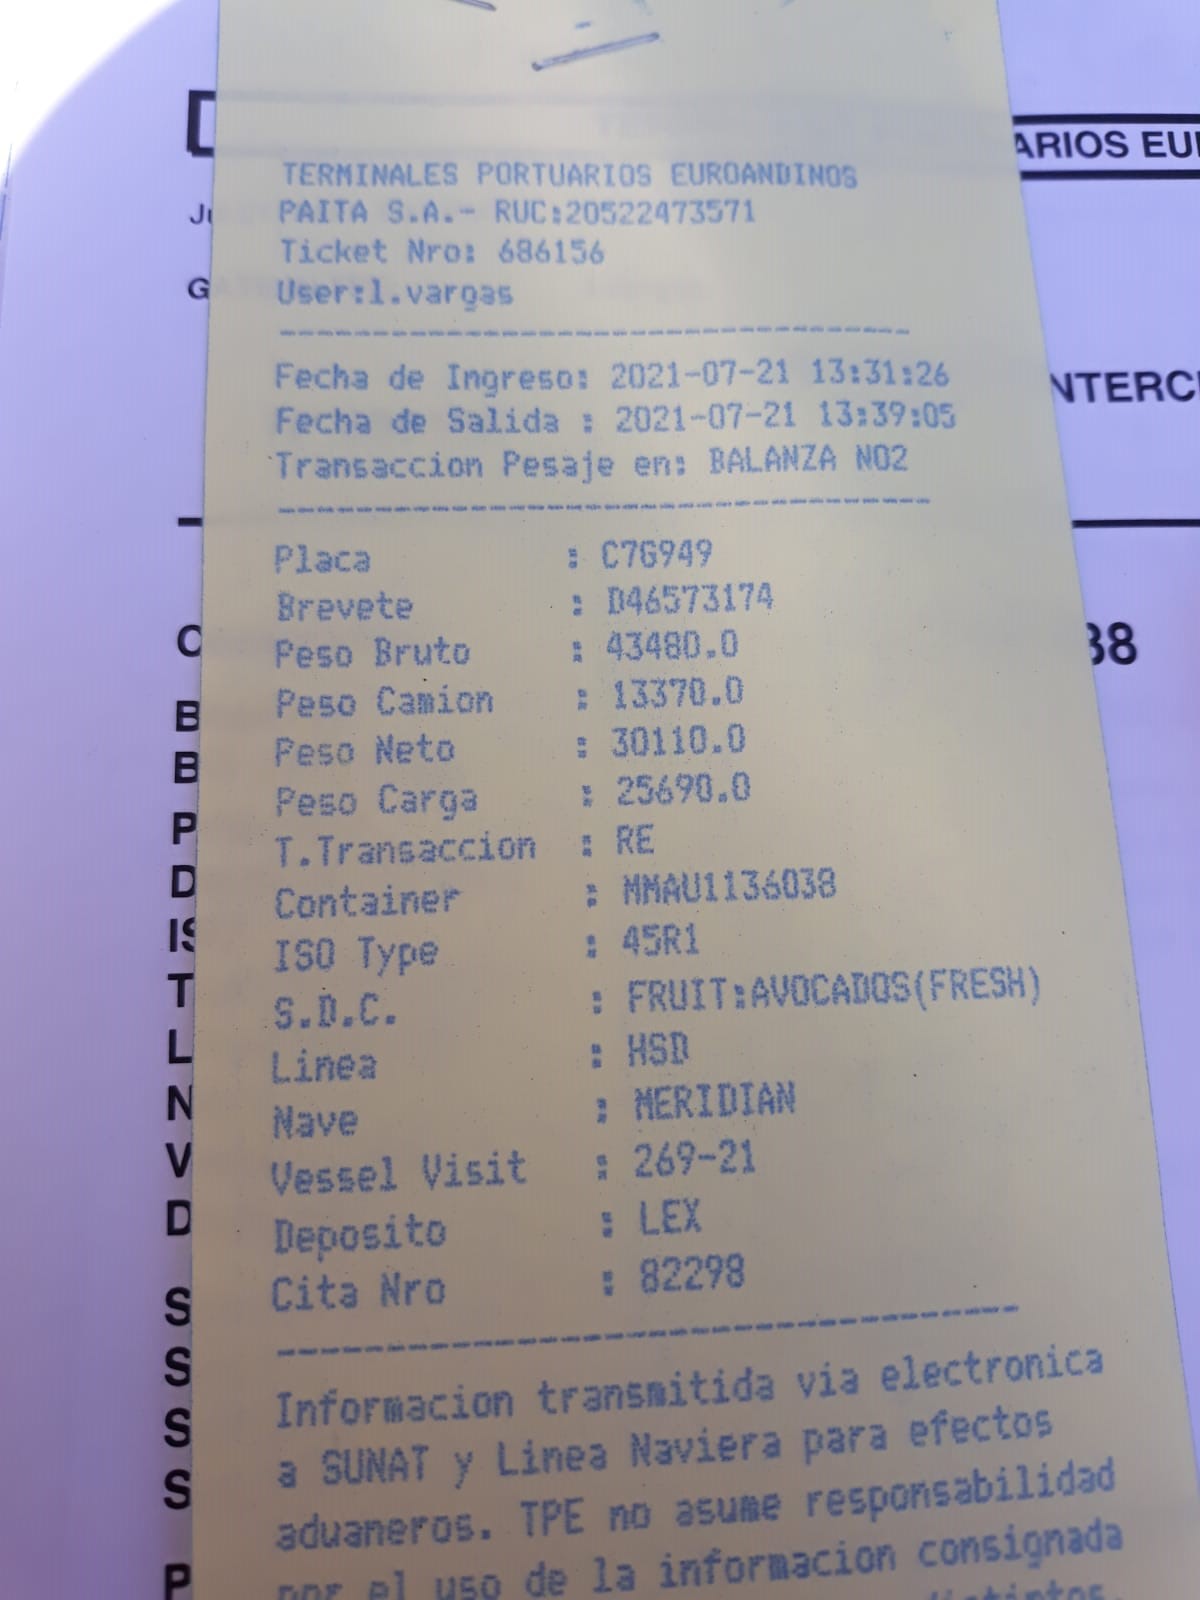 TERMINALES PORTUARIOS EUROANDINOS
PAITA S.A.- RUC:20522473571
Ticket Nro: 686156
User:l.vargas
Fecha de Ingreso: 2021-07-21 13:31:26
Fecha de Salida : 2021-07-21 13:39:05
Transaccion Pesaje en: BALANZA NO2
Placa : C7G949
Brevete : D46573174
Peso Bruto : 43480.0
Peso Camion : 13370.0
Peso Neto : 30110.0
Peso Carga : 25690.0
T.Transaccion : RE
Container : MMAU1136038
ISO Type : 45R1
S.D.C. : FRUIT:AVOCADOS(FRESH)
Linea : HSD
Nave : MERIDIAN
Vessel Visit : 269-21
Deposito : LEX
Cita Nro : 82298
Informacion transmitida via electronica
a SUNAT y Linea Naviera para efectos
aduaneros. TPE no asume responsabilidad
por el uso de la informacion consignada
distintos.
ARIOS EU
NTERC
38